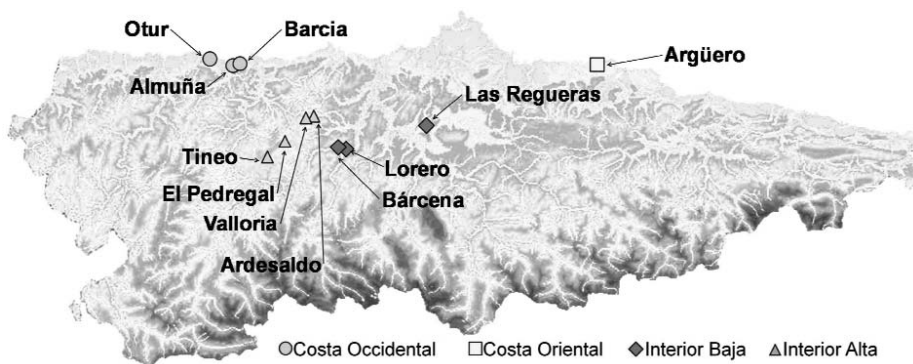 Otur
Barcia
Almuña
Argüero
Las Regueras
Tineo
Lorero
El Pedregal
Bárcena
Valloria
Ardesaldo
Costa Occidental
Costa Oriental
Interior Baja
Interior Alta